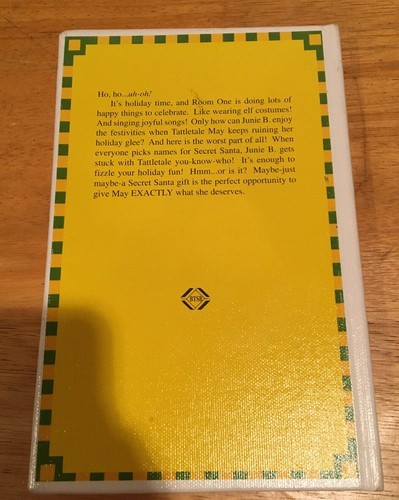 Ho, ho...uh-oh!
It's holiday time, and Room One is doing lots of
happy things to celebrate. Like wearing elf costumes!
And singing joyful songs! Only how can Junie B. enjoy
the festivities when Tattletale May keeps ruining her
holiday glee? And here is the worst part of all! When
everyone picks names for Secret Santa, Junie B. gets
stuck with Tattletale you-know-who! It's enough to
fizzle your holiday fun! Hmm...or is it? Maybe-just
maybe-a Secret Santa gift is the perfect opportunity to
give May EXACTLY what she deserves.
BTSB